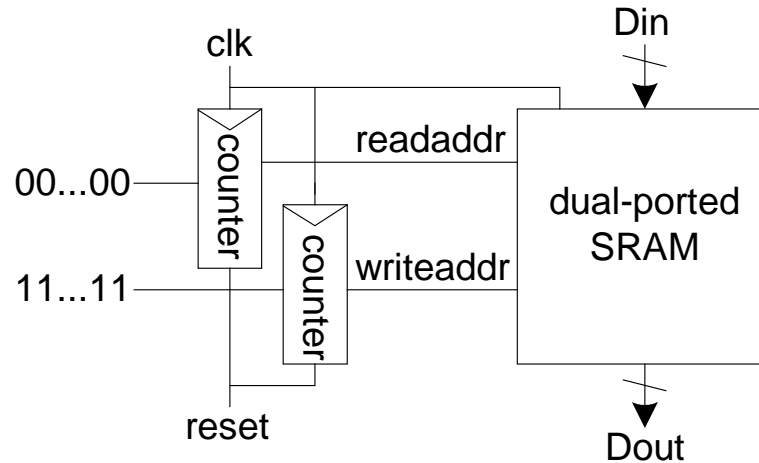 clk
Din
counter
readaddr
00...00
dual-ported
SRAM
counter
writeaddr
11...11
reset
Dout